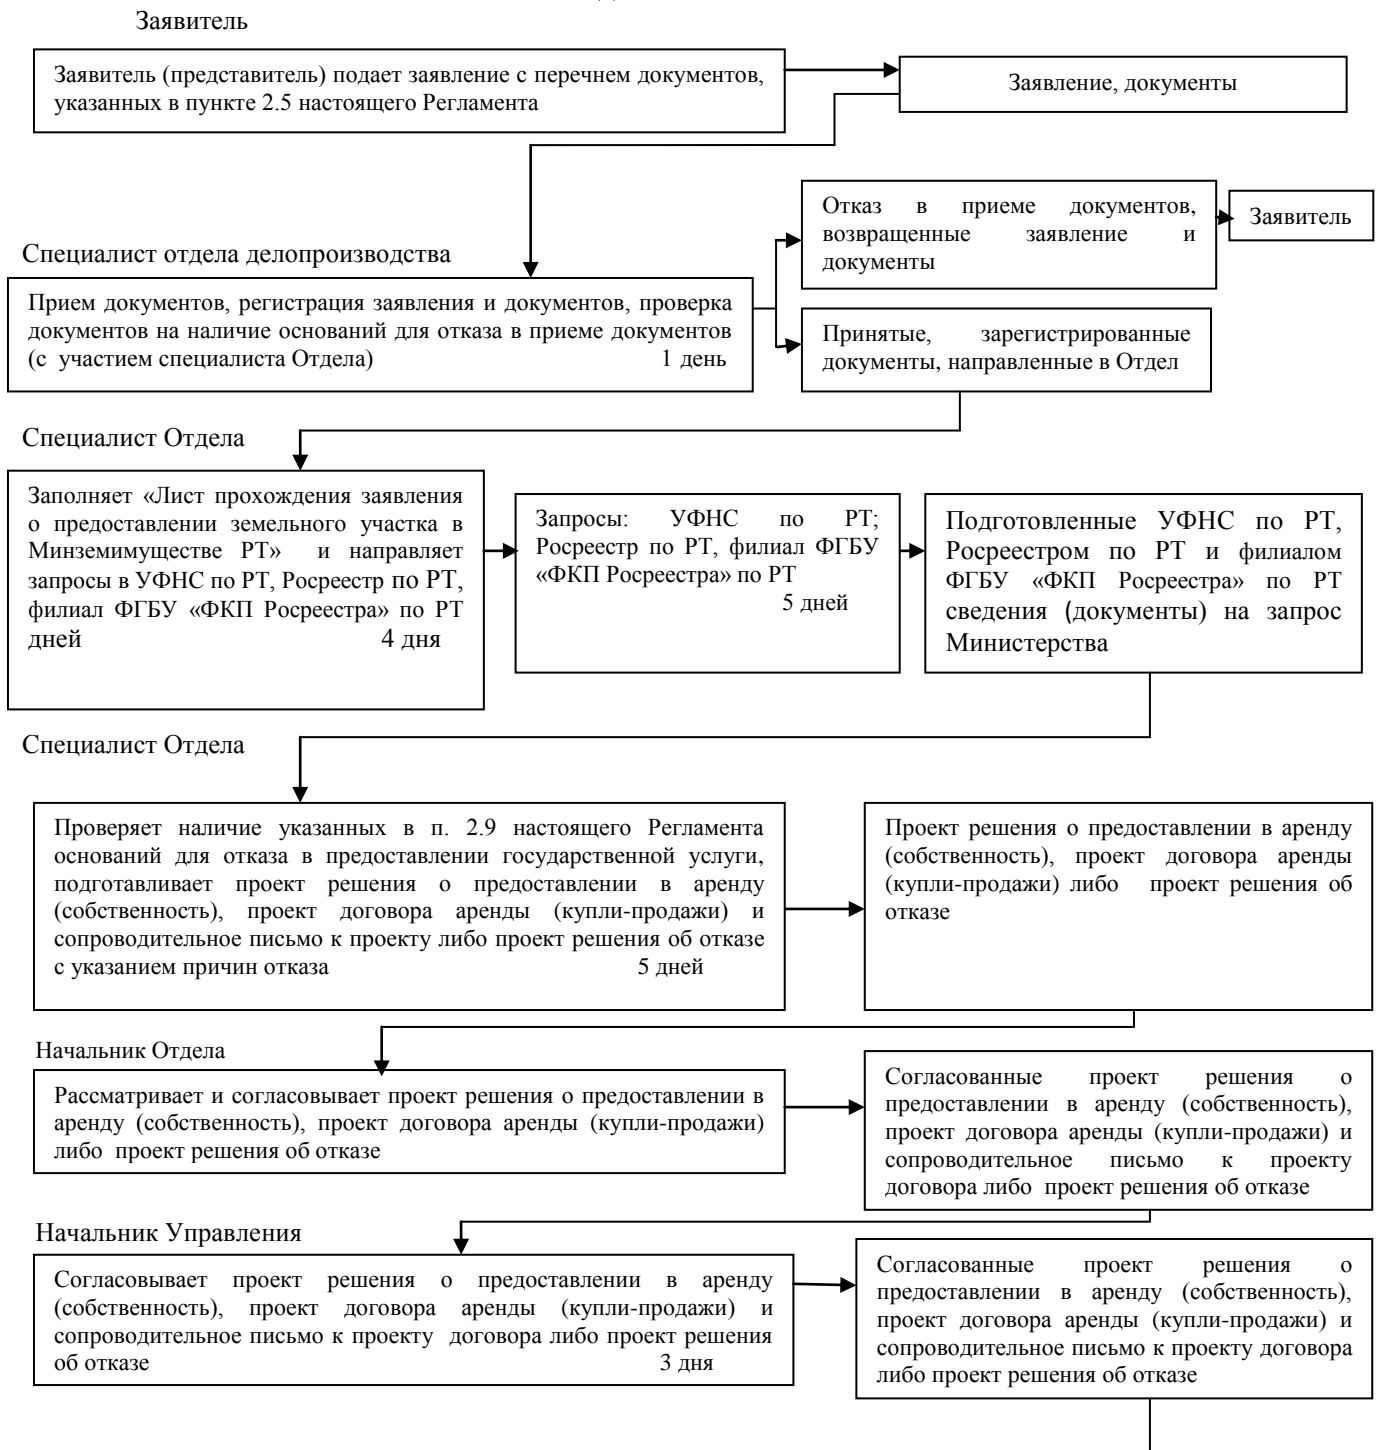 Заявитель
Заявитель (представитель) подает заявление с перечнем документов,
указанных в пункте 2.5 настоящего Регламента
Заявление, документы
Отказ в приеме документов,
возвращенные заявление и
документы
Заявитель
Специалист отдела делопроизводства
Прием документов, регистрация заявления и документов, проверка
документов на наличие оснований для отказа в приеме документов
(с участием специалиста Отдела) 1 день
Принятые, зарегистрированные
документы, направленные в Отдел
Специалист Отдела
Заполняет «Лист прохождения заявления
о предоставлении земельного участка в
Минземимуществе РТ» и направляет
запросы в УФНС по РТ, Росреестр по РТ,
филиал ФГБУ «ФКП Росреестра» по РТ
дней 4 дня
Запросы: УФНС по РТ;
Росреестр по РТ, филиал ФГБУ
«ФКП Росреестра» по РТ
5 дней
Подготовленные УФНС по РТ,
Росреестром по РТ и филиалом
ФГБУ «ФКП Росреестра» по РТ
сведения (документы) на запрос
Министерства
Специалист Отдела
Проверяет наличие указанных в п. 2.9 настоящего Регламента
оснований для отказа в предоставлении государственной услуги,
подготавливает проект решения о предоставлении в аренду
(собственность), проект договора аренды (купли-продажи) и
сопроводительное письмо к проекту либо проект решения об отказе
с указанием причин отказа 5 дней
Проект решения о предоставлении в аренду
(собственность), проект договора аренды
(купли-продажи) либо проект решения об
отказе
Начальник Отдела
Рассматривает и согласовывает проект решения о предоставлении в
аренду (собственность), проект договора аренды (купли-продажи)
либо проект решения об отказе
Согласованные проект решения о
предоставлении в аренду (собственность),
проект договора аренды (купли-продажи) и
сопроводительное письмо к проекту
договора либо проект решения об отказе
Начальник Управления
Согласовывает проект решения о предоставлении в аренду
(собственность), проект договора аренды (купли-продажи) и
сопроводительное письмо к проекту договора либо проект решения
об отказе 3 дня
Согласованные проект решения о
предоставлении в аренду (собственность),
проект договора аренды (купли-продажи) и
сопроводительное письмо к проекту договора
либо проект решения об отказе